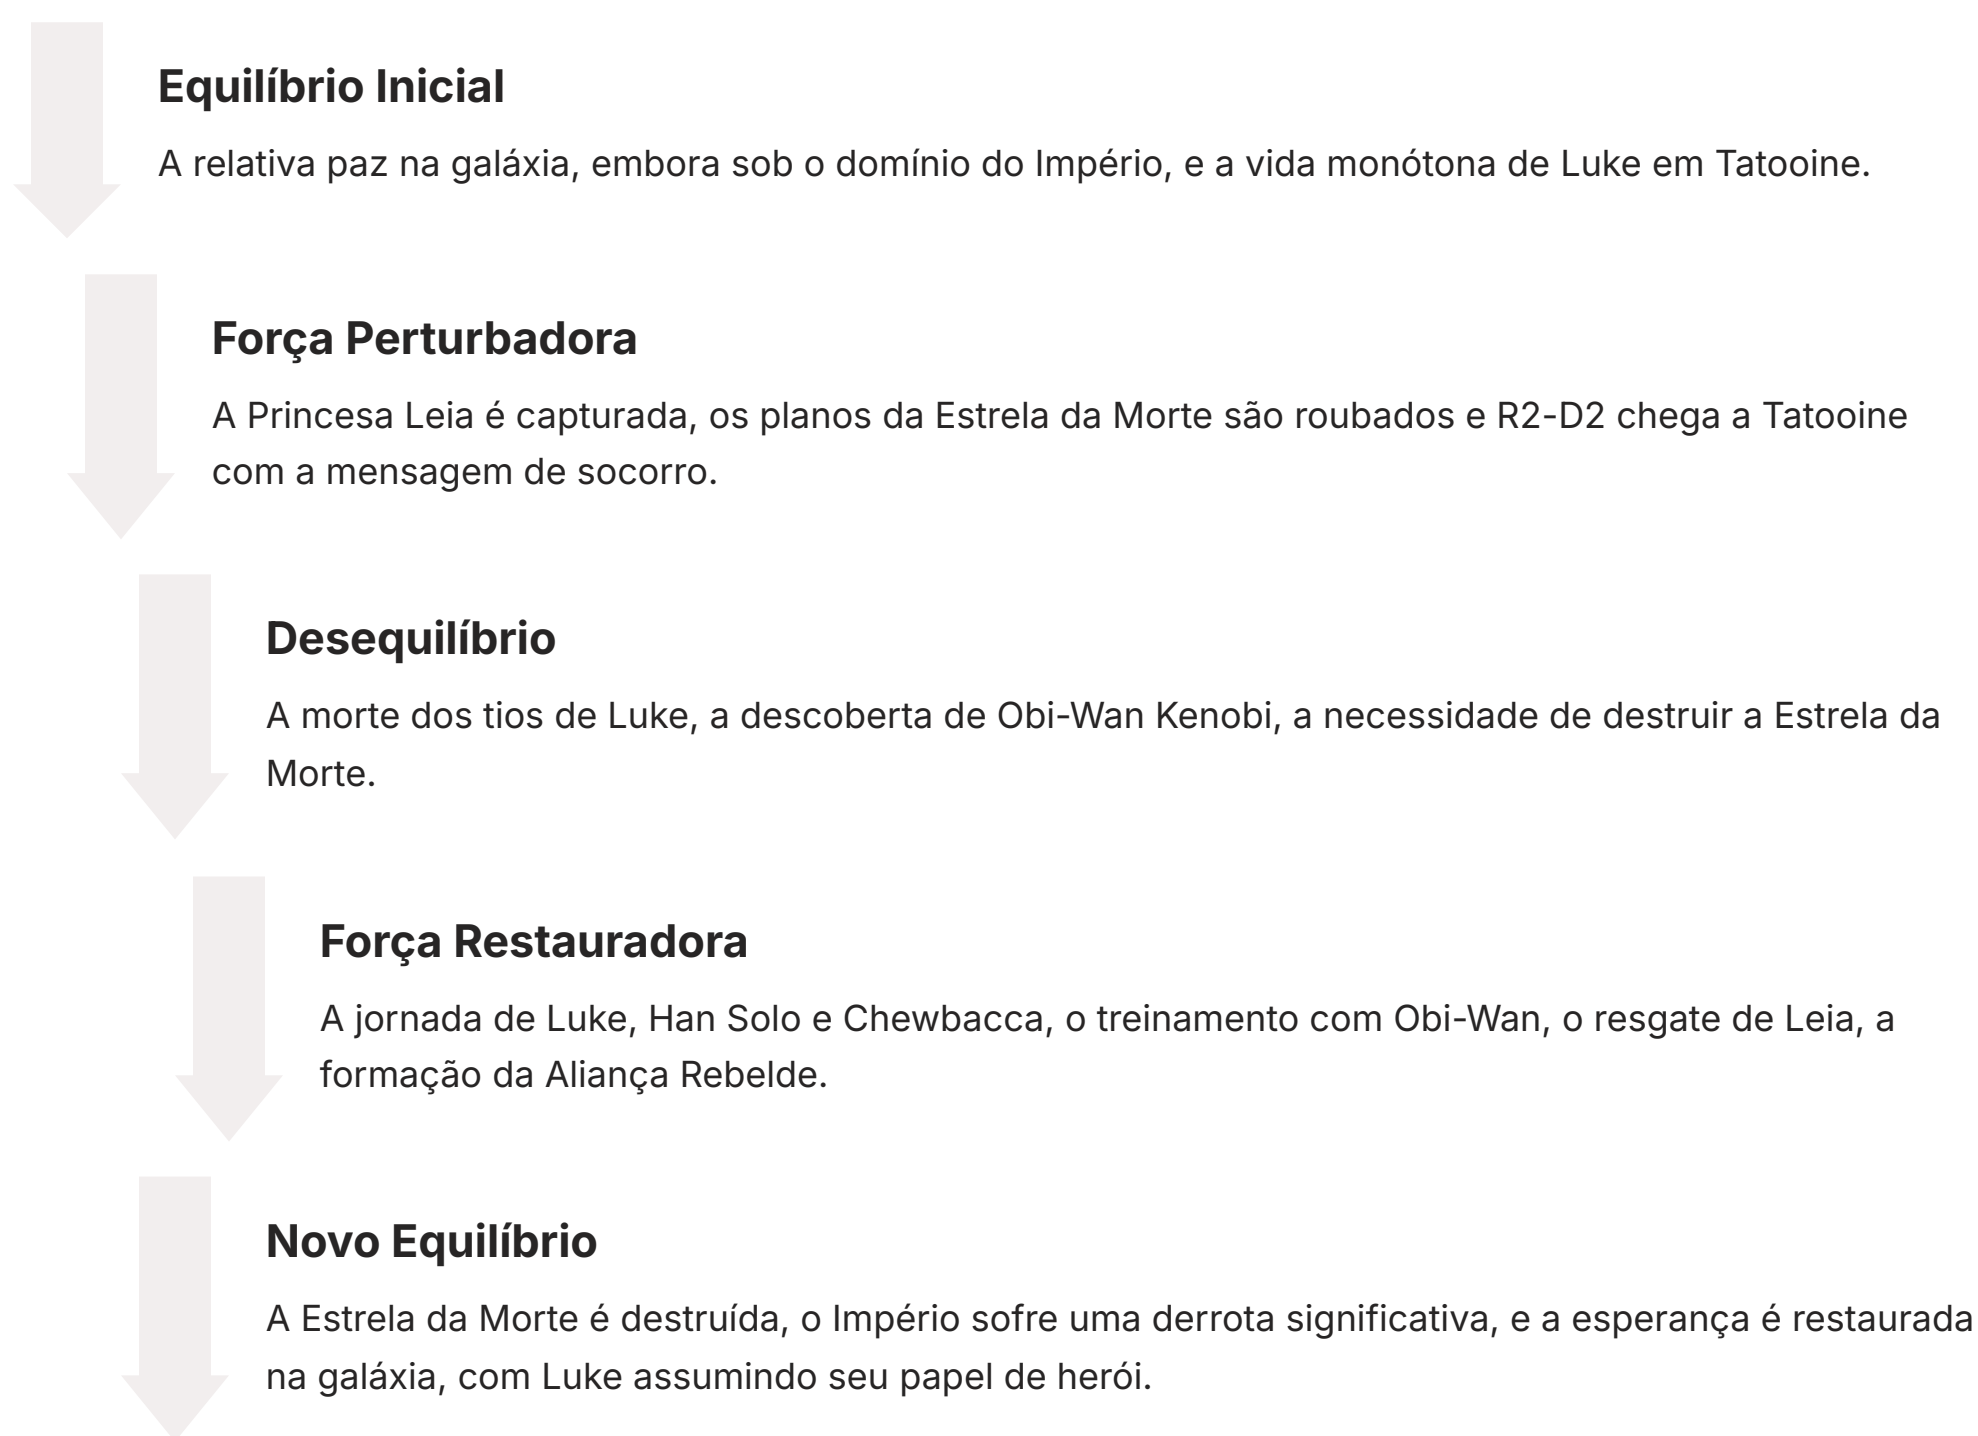 Equilíbrio Inicial
A relativa paz na galáxia, embora sob o domínio do Império, e a vida monótona de Luke em Tatooine.
Força Perturbadora
A Princesa Leia é capturada, os planos da Estrela da Morte são roubados e R2-D2 chega a Tatooine
com a mensagem de socorro.
Desequilíbrio
A morte dos tios de Luke, a descoberta de Obi-Wan Kenobi, a necessidade de destruir a Estrela da
Morte.
Força Restauradora
A jornada de Luke, Han Solo e Chewbacca, o treinamento com Obi-Wan, o resgate de Leia, a
formação da Aliança Rebelde.
Novo Equilíbrio
A Estrela da Morte é destruída, o Império sofre uma derrota significativa, e a esperança é restaurada
na galáxia, com Luke assumindo seu papel de herói.